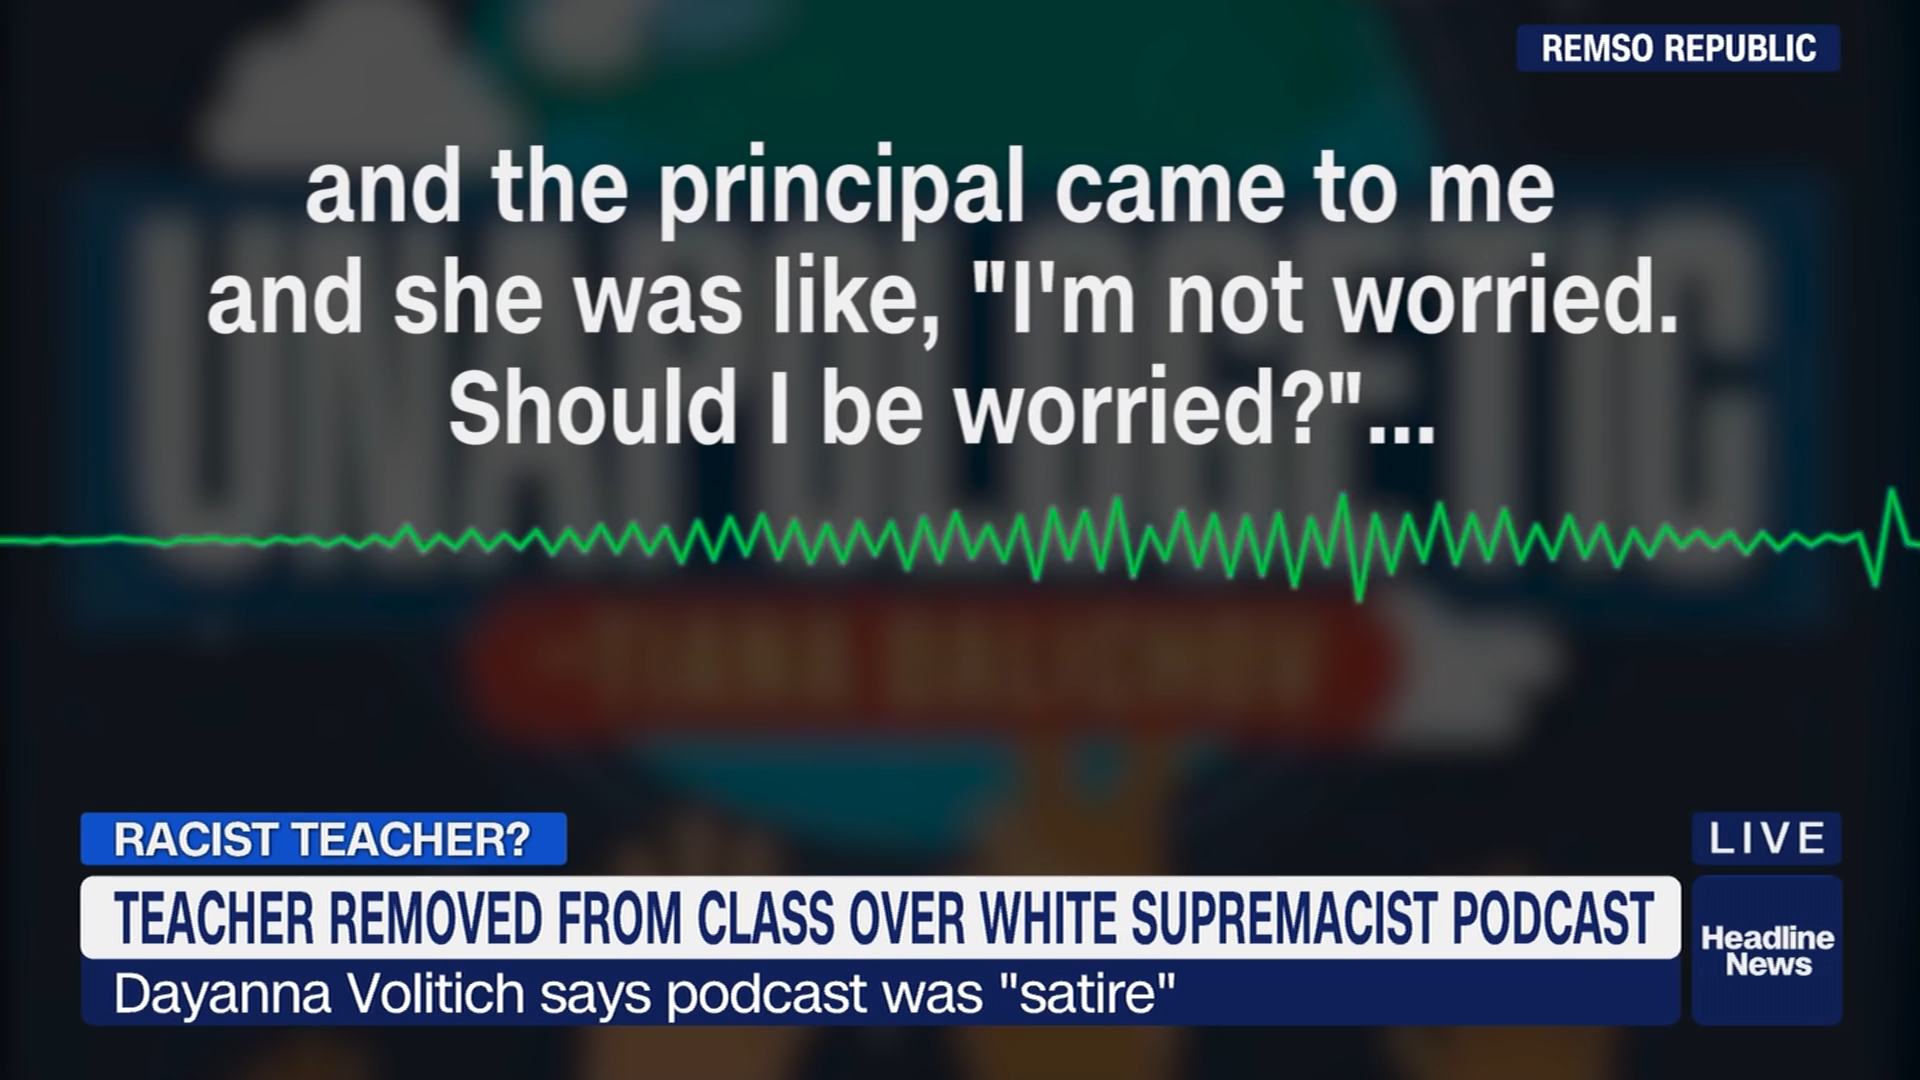 REMSO REPUBLIC
and the principal came to me
and she was like, "I'm not worried.
Should I be worried?"...
UNAPOLOGETIC
RACIST TEACHER?
LIVE
TEACHER REMOVED FROM CLASS OVER WHITE SUPREMACIST PODCAST
Dayanna Volitich says podcast was "satire"
Headline
News